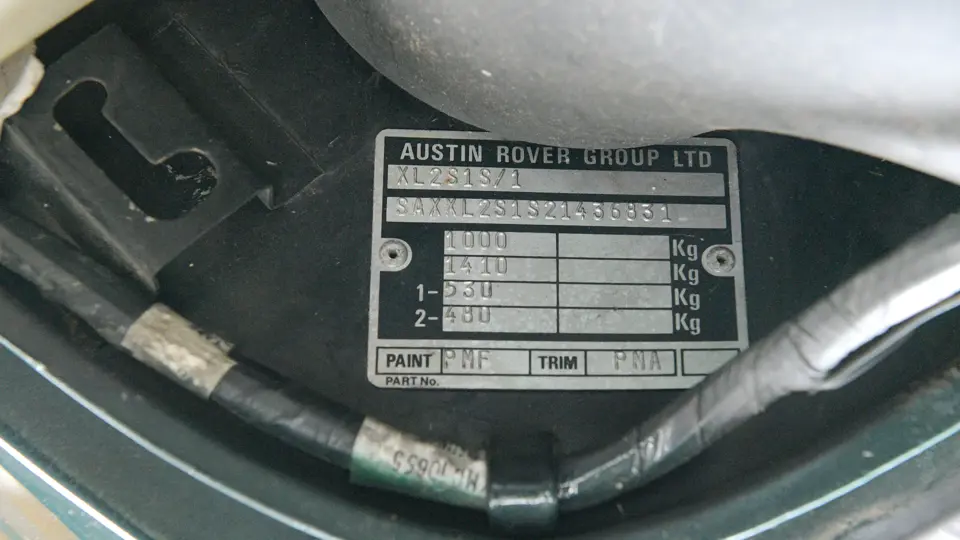 AUSTIN ROVER GROUP LTD
XL2S1S/1
SAXXL2S1S21436831
1000 Kg
1410 Kg
1- 530 Kg
2- 480 Kg
PAINT PMF TRIM PMA
PART No.